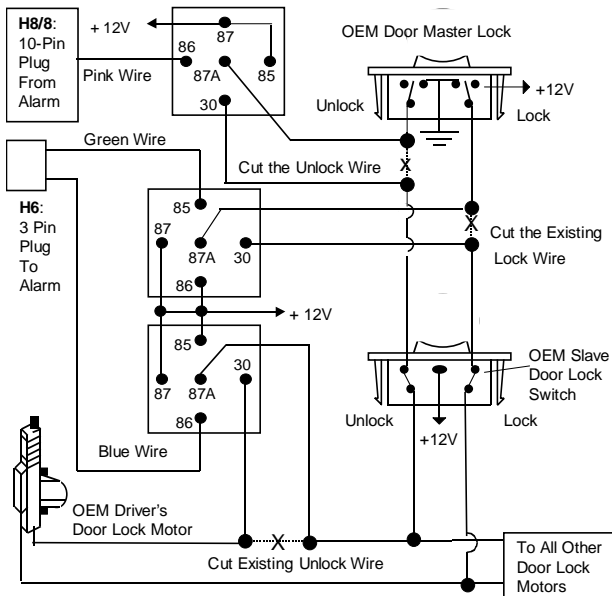 H8/8:
10-Pin
Plug
From
Alarm
+ 12V
87
86
87A
85
30
Pink Wire
OEM Door Master Lock
+12V
Unlock
Lock
Green Wire
Cut the Unlock Wire
X
H6:
3 Pin
Plug
To
Alarm
85
87
87A
30
86
X
Cut the Existing
Lock Wire
+ 12V
85
30
87
87A
86
OEM Slave
Door Lock
Switch
Unlock
Lock
+12V
Blue Wire
OEM Driver's
Door Lock Motor
X
Cut Existing Unlock Wire
To All Other
Door Lock
Motors